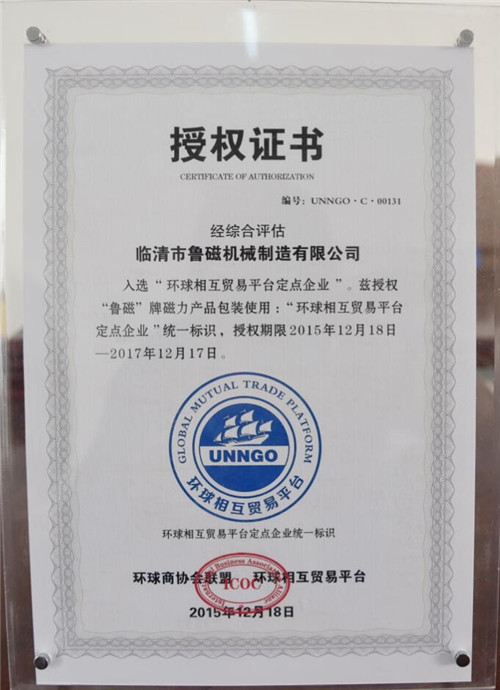 授权证书
CERTIFICATE OF AUTHORIZATION
编号：UNNGO·C·00131
经综合评估
临清市鲁磁机械制造有限公司
入选“环球相互贸易平台定点企业”。兹授权
“鲁磁”牌磁力产品包装使用：“环球相互贸易平台
定点企业”统一标识，授权期限2015年12月18日
—2017年12月17日。
GLOBAL MUTUAL TRADE PLATFORM
UNNGO
环球相互贸易平台
环球相互贸易平台定点企业统一标识
International Business Association Alliance
环球商协会联盟 环球相互贸易平台
ICOC
2015年12月18日